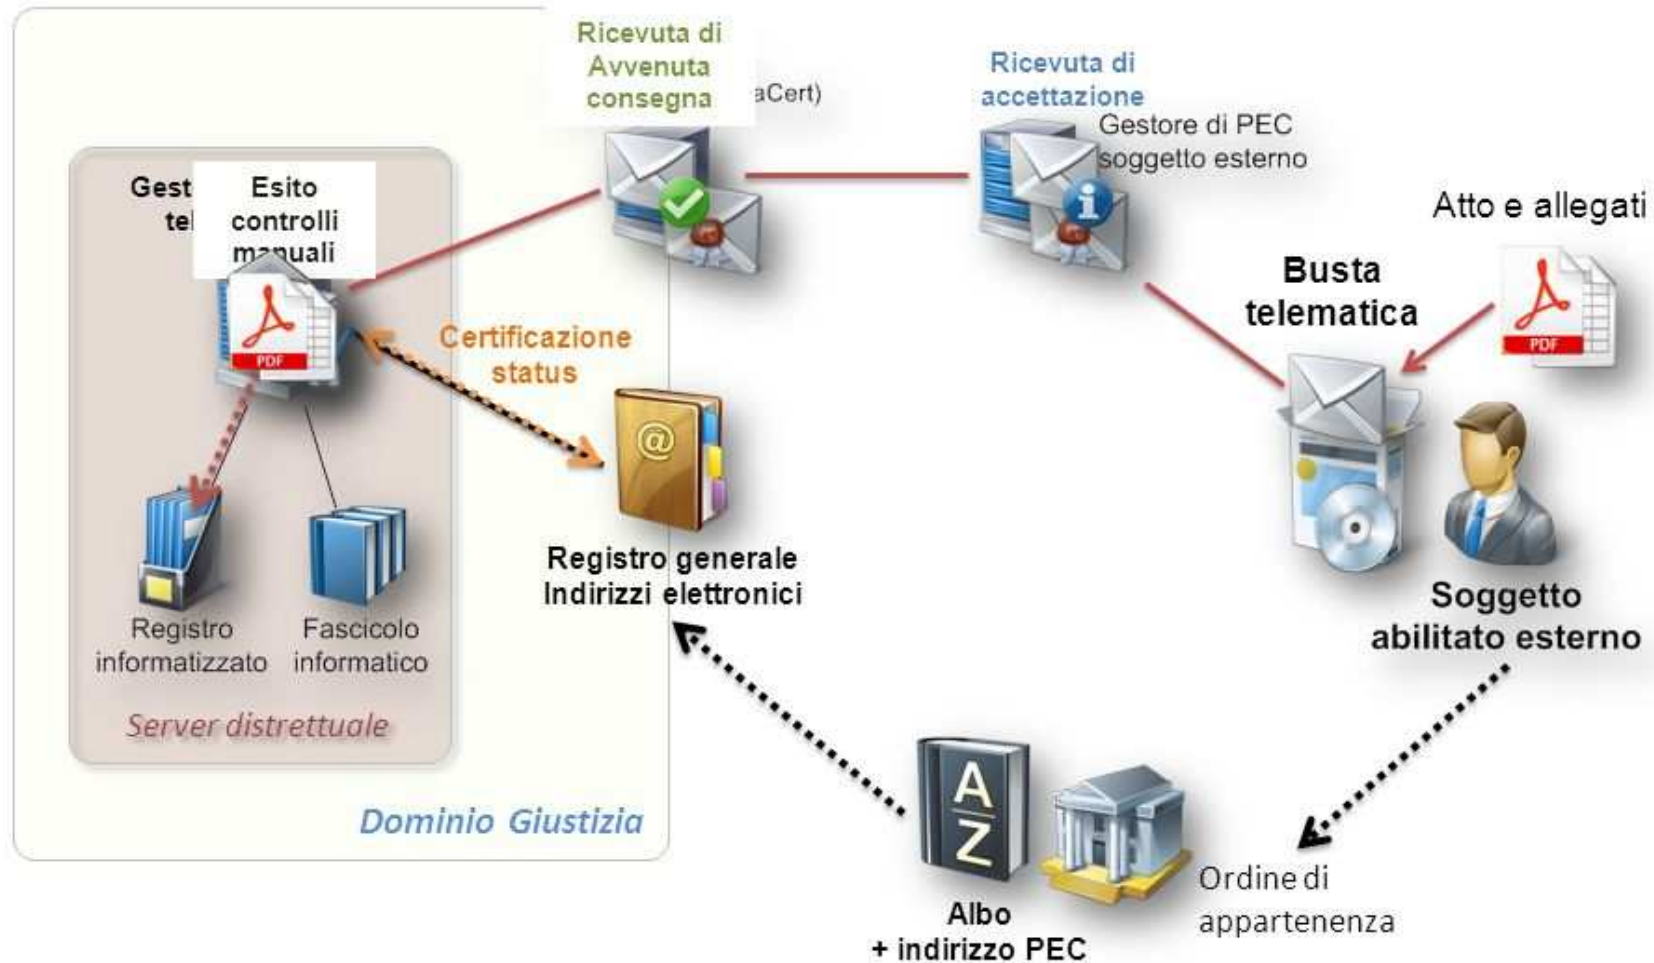 Ricevuta di
Avvenuta
consegna
aCert)
Ricevuta di
accettazione
Gestore di PEC
soggetto esterno
Atto e allegati
PDF
Busta
telematica
Soggetto
abilitato esterno
Esito
controlli
manuali
PDF
Certificazione
status
@
Registro generale
Indirizzi elettronici
Registro
informatizzato
Fascicolo
informatico
Server distrettuale
Dominio Giustizia
A
Z
Albo
+ indirizzo PEC
Ordine di
appartenenza